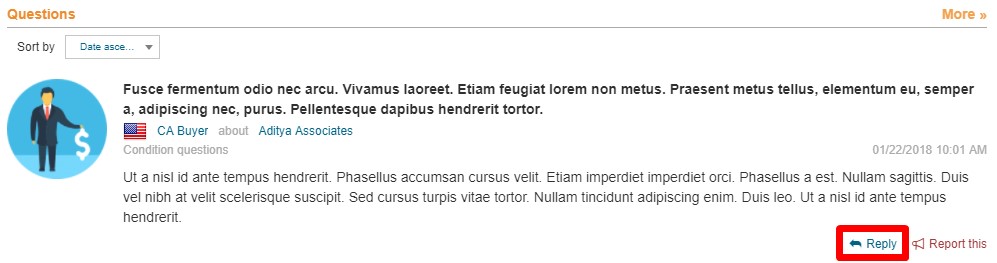 Questions
More »
Sort by
Date asce...
Fusce fermentum odio nec arcu. Vivamus laoreet. Etiam feugiat lorem non metus. Praesent metus tellus, elementum eu, semper
a, adipiscing nec, purus. Pellentesque dapibus hendrerit tortor.
CA Buyer about Aditya Associates
Condition questions
01/22/2018 10:01 AM
Ut a nisl id ante tempus hendrerit. Phasellus accumsan cursus velit. Etiam imperdiet imperdiet orci. Phasellus a est. Nullam sagittis. Duis
vel nibh at velit scelerisque suscipit. Sed cursus turpis vitae tortor. Nullam tincidunt adipiscing enim. Duis leo. Ut a nisl id ante tempus
hendrerit.
Reply
Report this